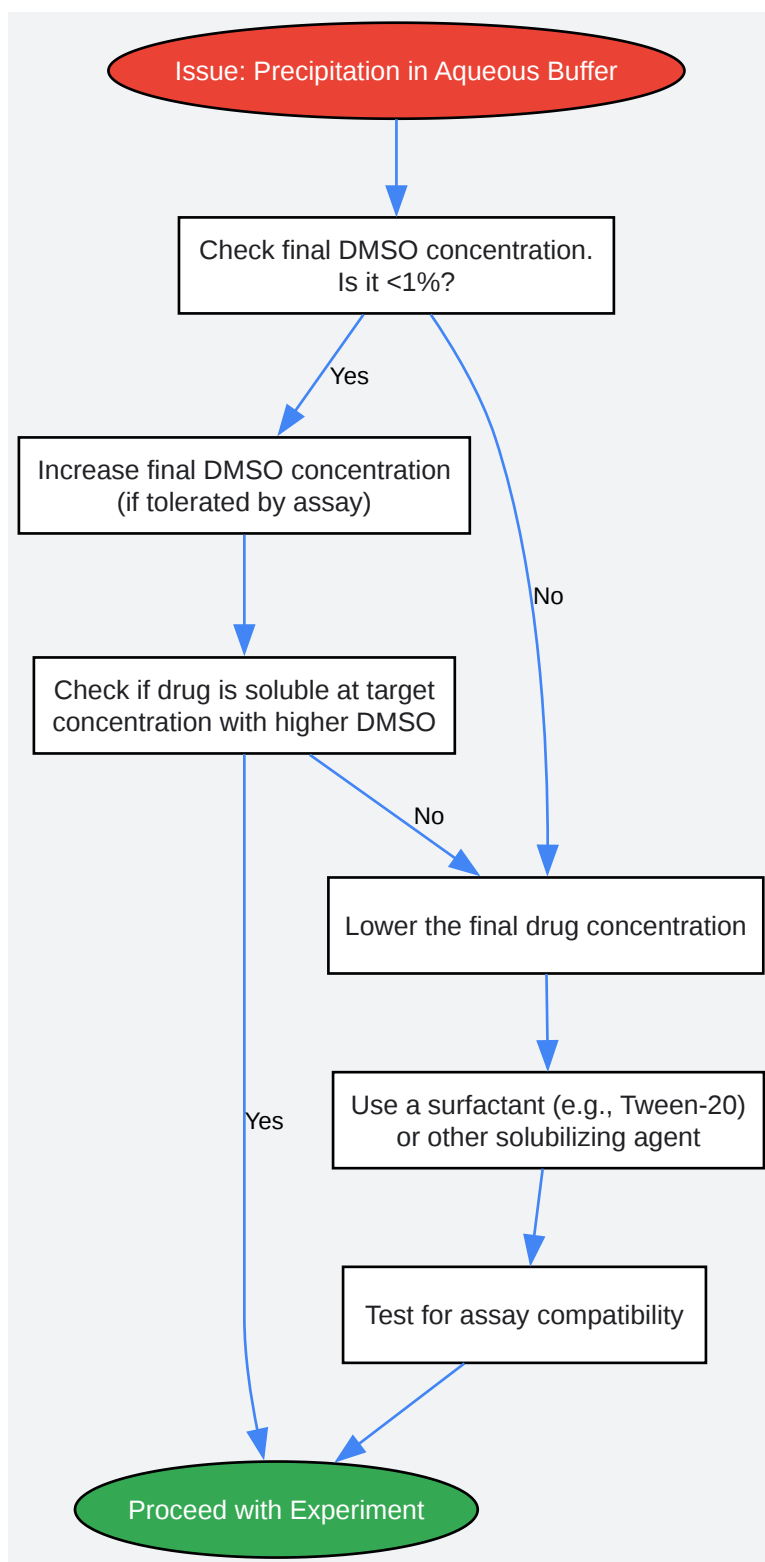 Issue: Precipitation in Aqueous Buffer
Check final DMSO concentration.
Is it <1%?
Yes
Increase final DMSO concentration
(if tolerated by assay)
No
Check if drug is soluble at target
concentration with higher DMSO
No
Lower the final drug concentration
Use a surfactant (e.g., Tween-20)
or other solubilizing agent
Yes
Test for assay compatibility
Proceed with Experiment